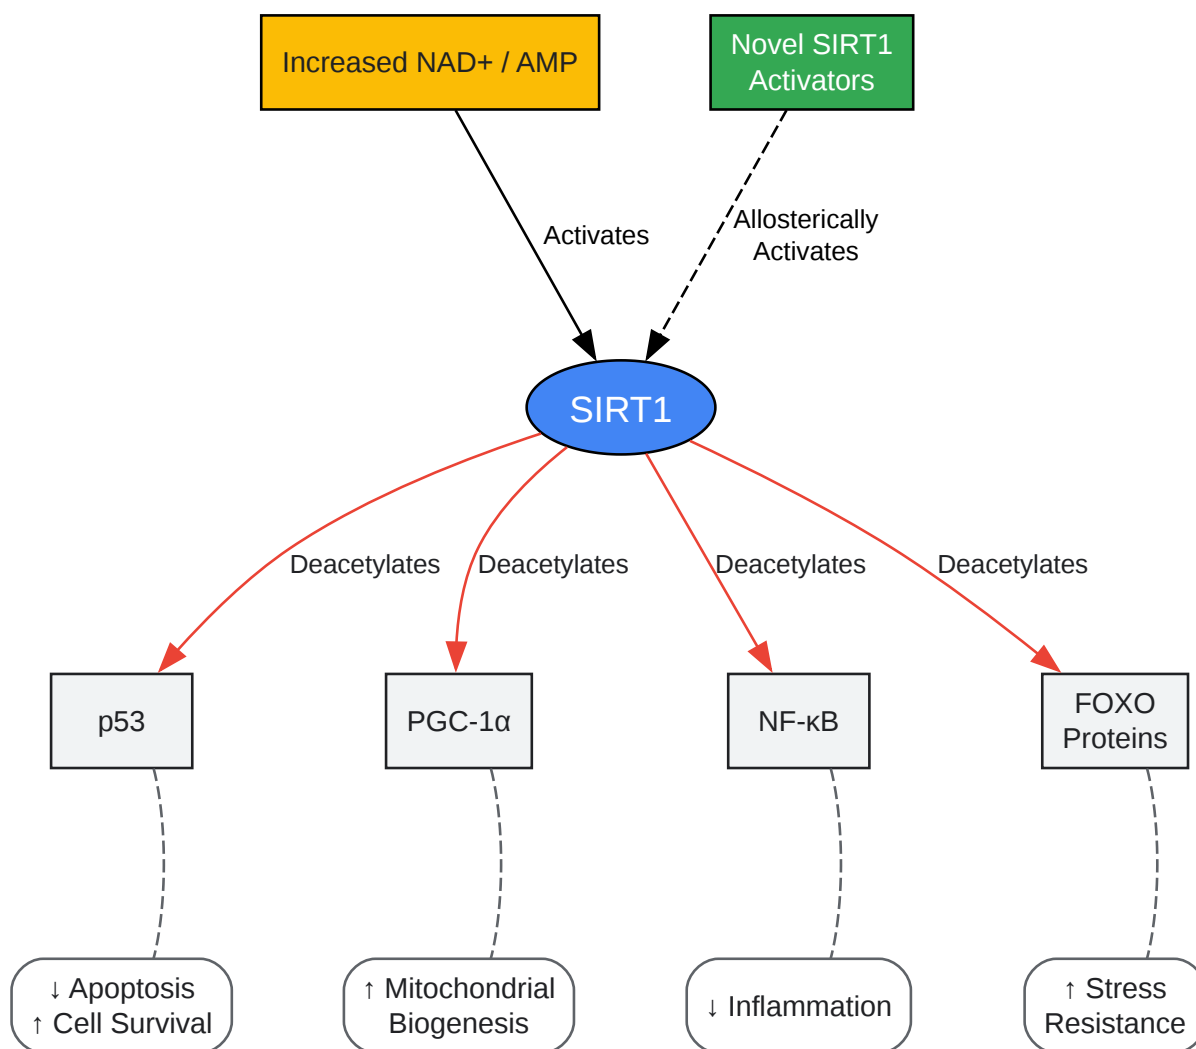 Increased NAD+ / AMP
Novel SIRT1
Activators
Activates
Allosterically
Activates
SIRT1
Deacetylates
Deacetylates
Deacetylates
Deacetylates
p53
PGC-1α
NF-κB
FOXO
Proteins
↓ Apoptosis
↑ Cell Survival
↑ Mitochondrial
Biogenesis
↓ Inflammation
↑ Stress
Resistance